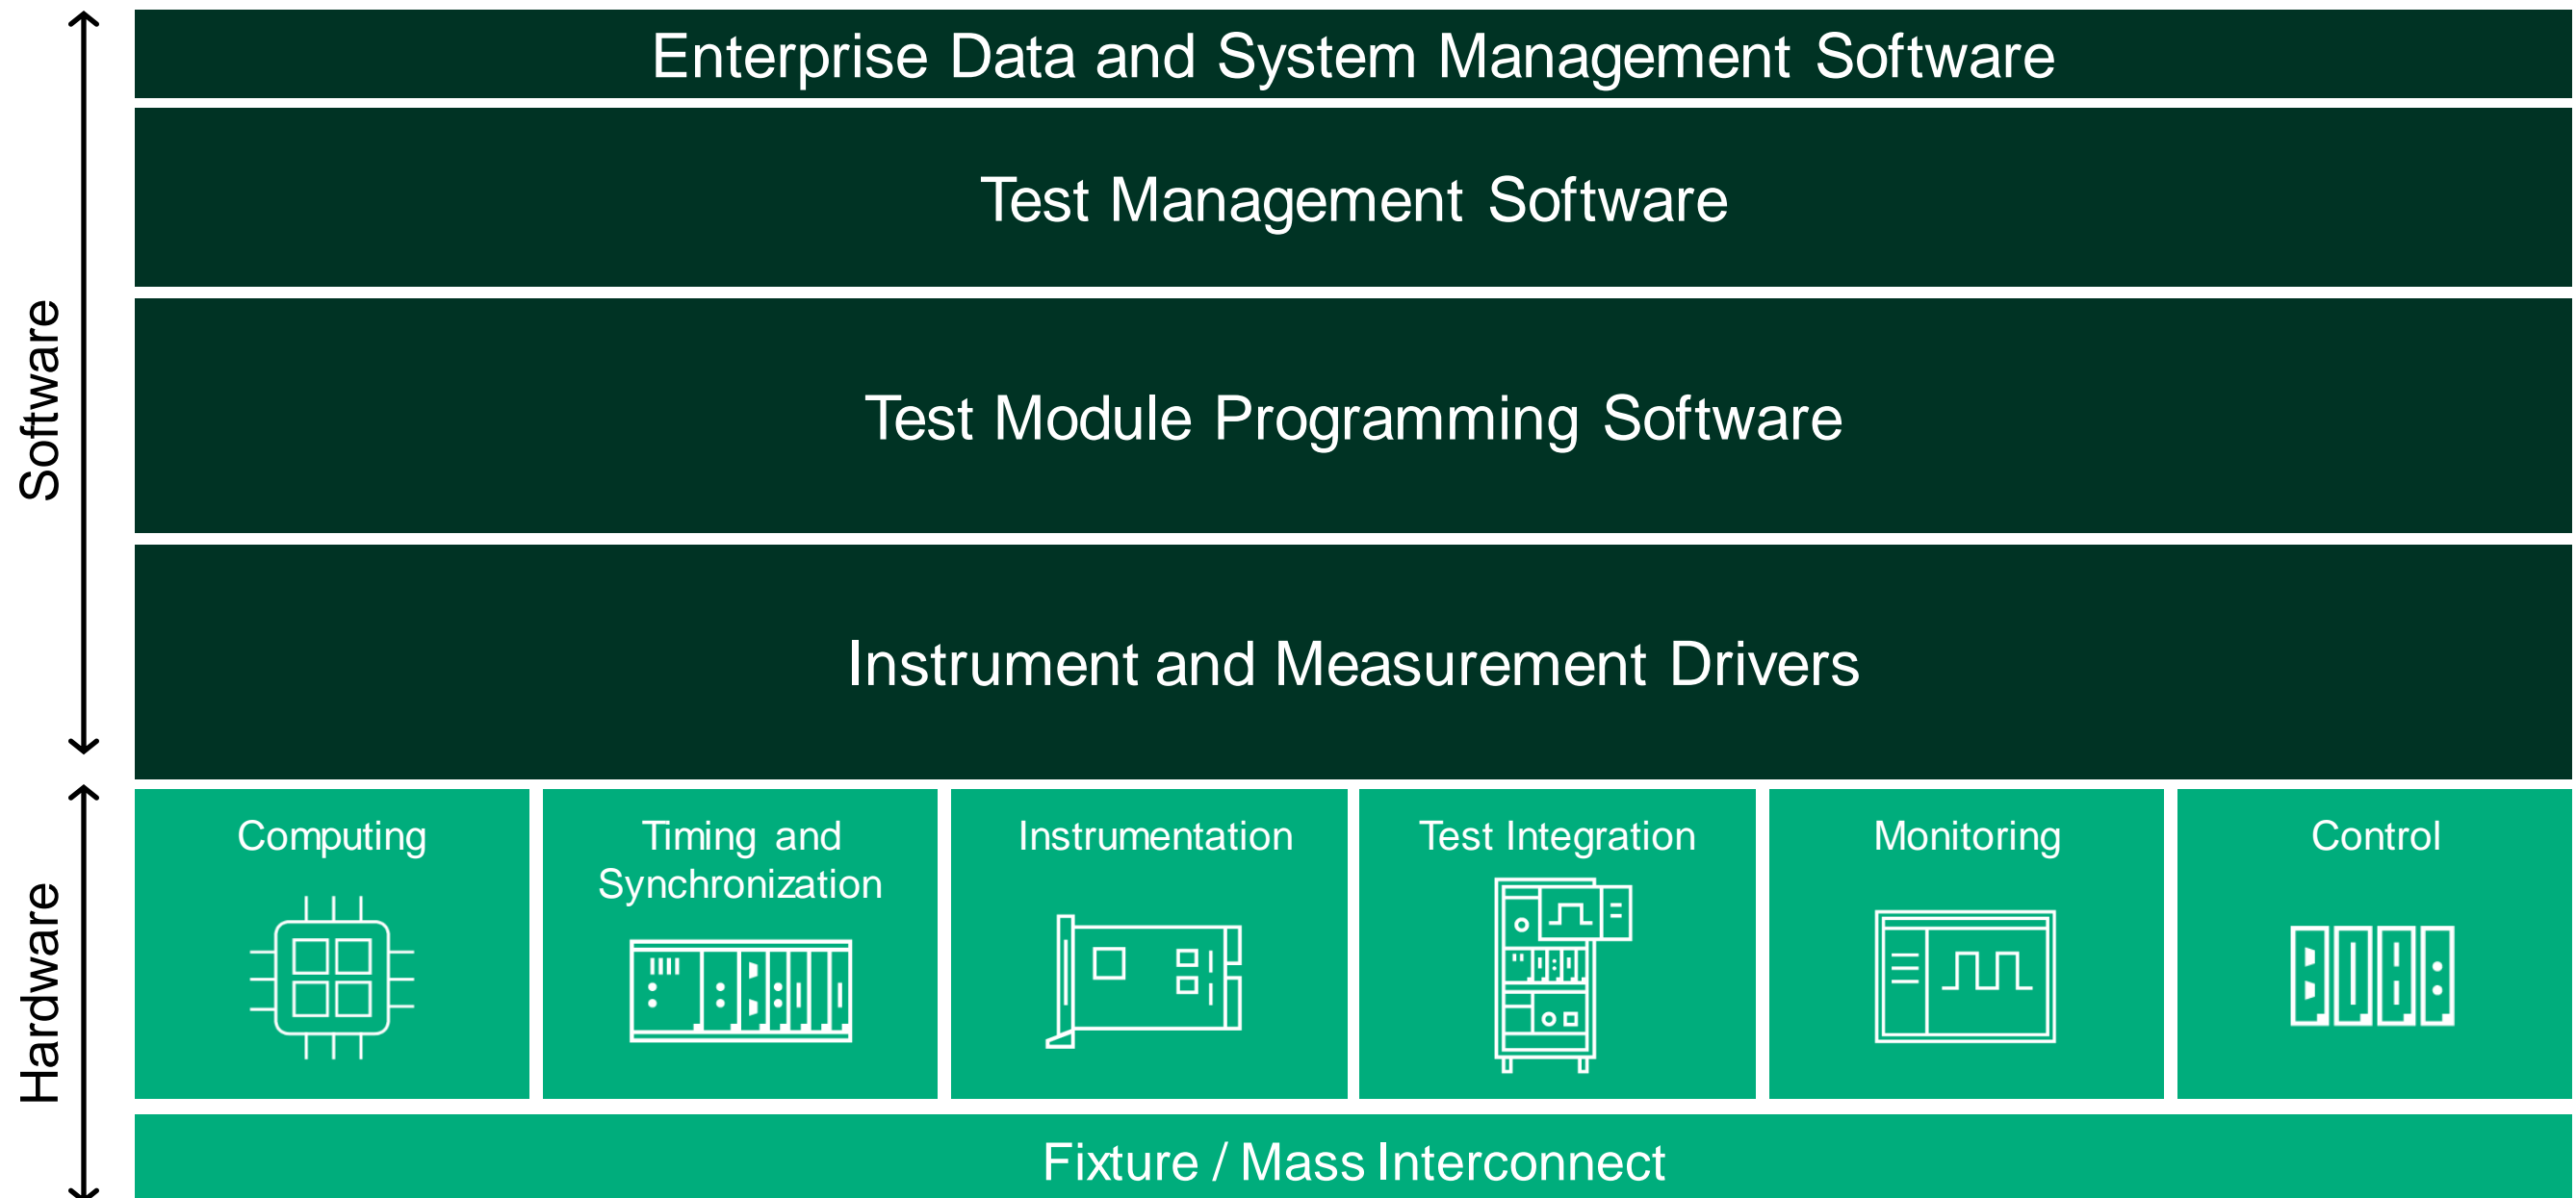 Enterprise Data and System Management Software
Test Management Software
Test Module Programming Software
Instrument and Measurement Drivers
Software
Computing
Timing and
Synchronization
Instrumentation
Test Integration
Monitoring
Control
Hardware
Fixture / Mass Interconnect